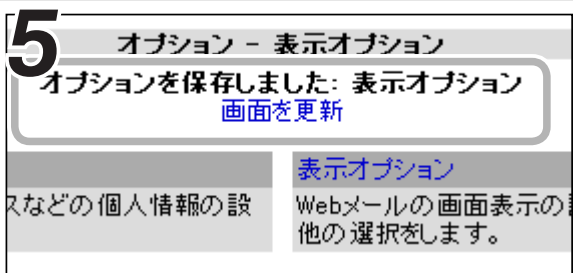 5
オプション - 表示オプション
オプションを保存しました: 表示オプション
画面を更新
スなどの個人情報の設
表示オプション
Webメールの画面表示の
他の選択をします。